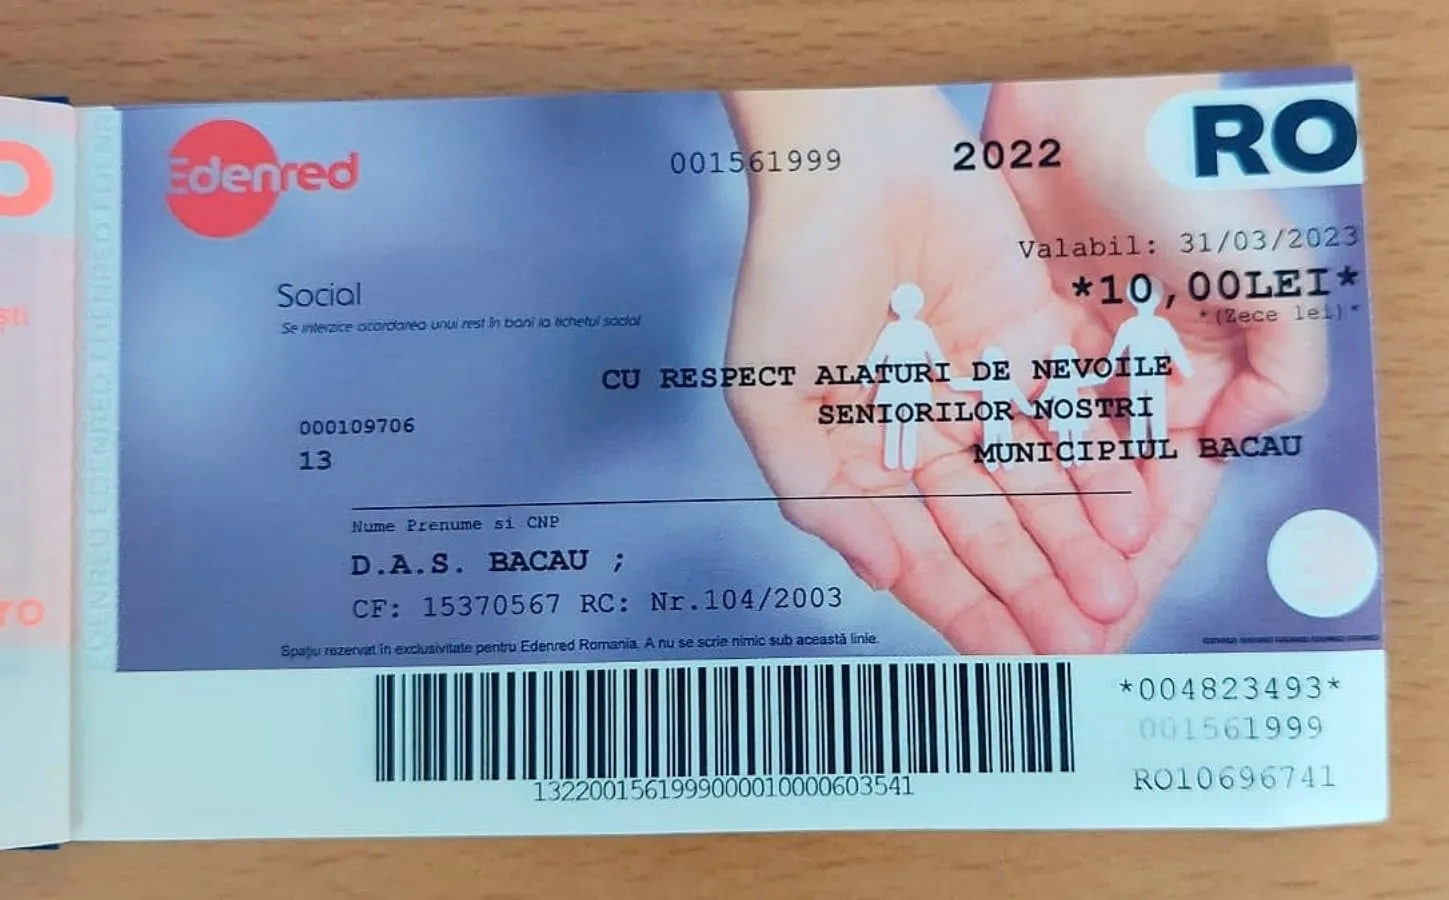 Edenred
001561999
2022
RO
Valabil: 31/03/2023
*10,00LEI*
*(Zece lei)*
Social
Se interzice acordarea unui rest în bani la tichetul social
CU RESPECT ALATURI DE NEVOILE
SENIORILOR NOSTRI
MUNICIPIUL BACAU
000109706
13
Nume Prenume si CNP
D.A.S. BACAU ;
CF: 15370567 RC: Nr.104/2003
Spațiu rezervat în exclusivitate pentru Edenred Romania. A nu se scrie nimic sub această linie.
1322001561999000010000603541
*004823493*
001561999
RO10696741
O
ști
ro